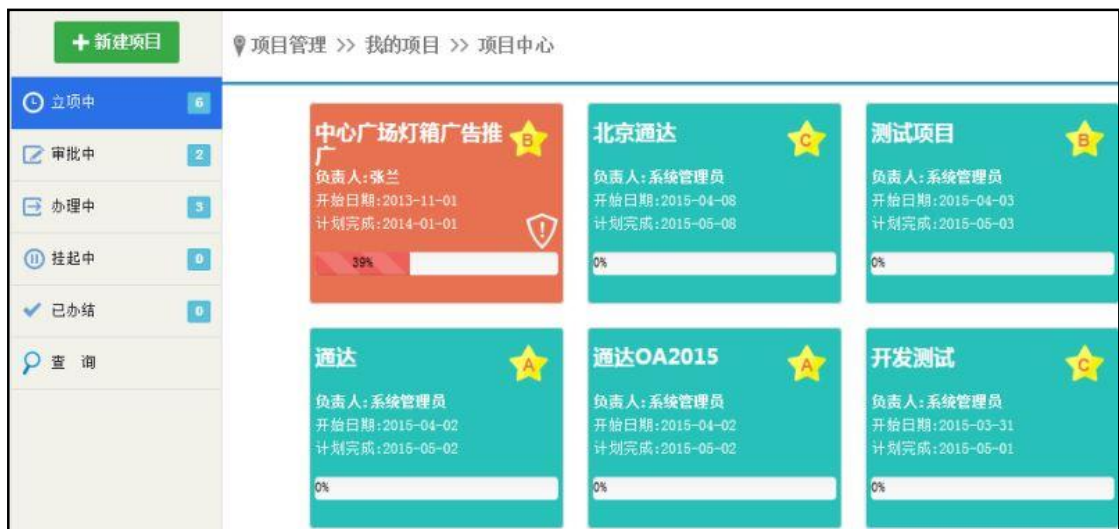 新建项目
项目管理 >> 我的项目 >> 项目中心
立项中 6
审批中 2
办理中 3
挂起中 0
已办结 0
查 询
中心广场灯箱广告推
广
B
负责人:张兰
开始日期:2013-11-01
计划完成:2014-01-01
39%
北京通达
C
负责人:系统管理员
开始日期:2015-04-08
计划完成:2015-05-08
0%
测试项目
B
负责人:系统管理员
开始日期:2015-04-03
计划完成:2015-05-03
0%
通达
A
负责人:系统管理员
开始日期:2015-04-02
计划完成:2015-05-02
0%
通达OA2015
A
负责人:系统管理员
开始日期:2015-04-02
计划完成:2015-05-02
0%
开发测试
C
负责人:系统管理员
开始日期:2015-03-31
计划完成:2015-05-01
0%